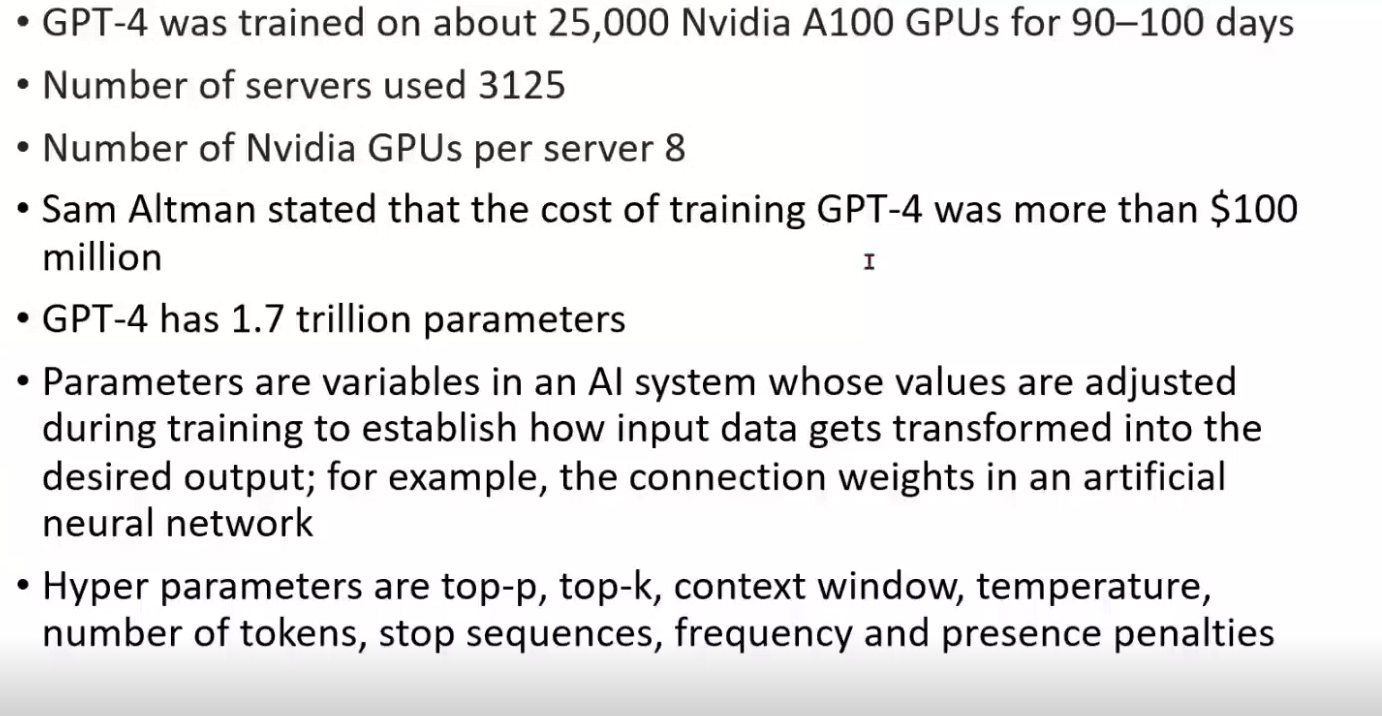 • GPT-4 was trained on about 25,000 Nvidia A100 GPUs for 90–100 days
• Number of servers used 3125
• Number of Nvidia GPUs per server 8
• Sam Altman stated that the cost of training GPT-4 was more than $100
million
• GPT-4 has 1.7 trillion parameters
• Parameters are variables in an AI system whose values are adjusted
during training to establish how input data gets transformed into the
desired output; for example, the connection weights in an artificial
neural network
• Hyper parameters are top-p, top-k, context window, temperature,
number of tokens, stop sequences, frequency and presence penalties